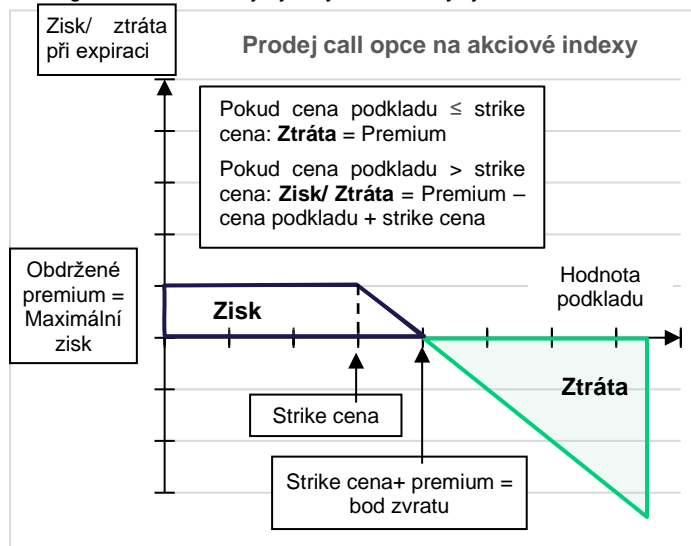 Zisk/ ztráta
při expiraci
Prodej call opce na akciové indexy
Pokud cena podkladu ≤ strike
cena: Ztráta = Premium
Pokud cena podkladu > strike
cena: Zisk/ Ztráta = Premium –
cena podkladu + strike cena
Obdržené
premium =
Maximální
zisk
Hodnota
podkladu
Zisk
Ztráta
Strike cena
Strike cena+ premium =
bod zvratu